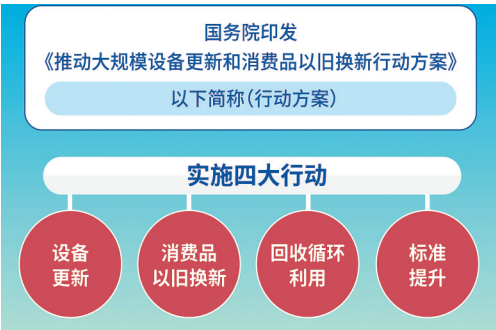 国务院印发
《推动大规模设备更新和消费品以旧换新行动方案》
以下简称(行动方案)
实施四大行动
设备
更新
消费品
以旧换新
回收循环
利用
标准
提升